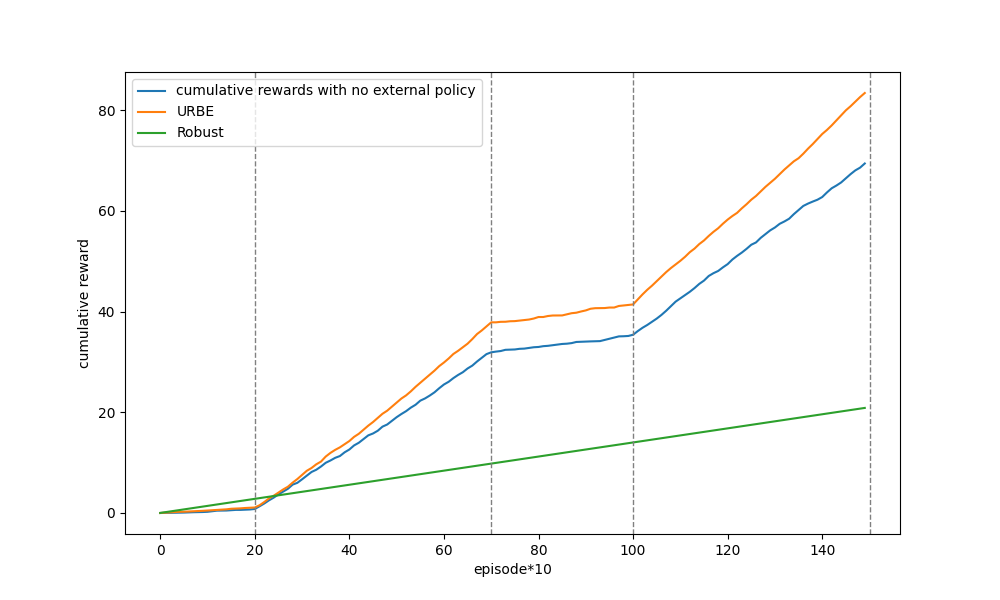 cumulative rewards with no external policy
URBE
Robust
cumulative reward
80
60
40
20
0
0 20 40 60 80 100 120 140
episode*10